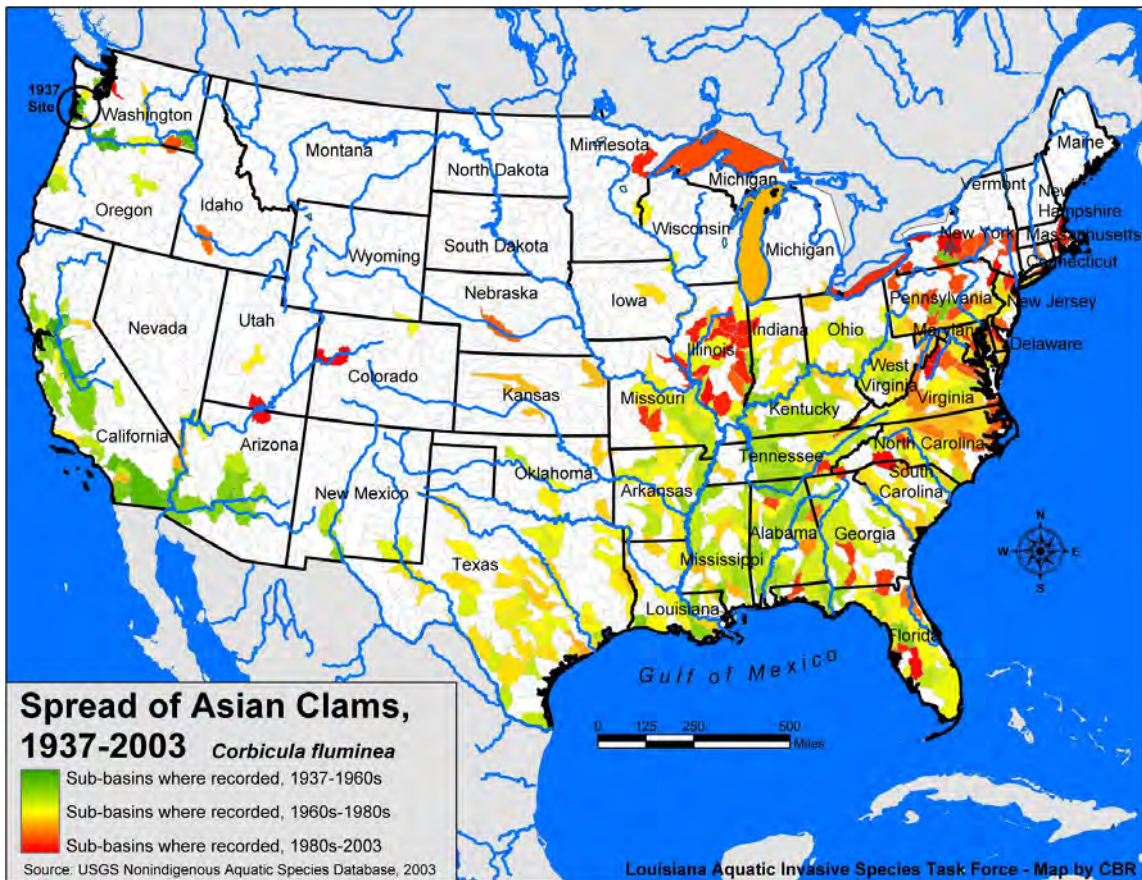 1937
Site
Washington
Montana
North Dakota
Minnesota
Michigan
Maine
Vermont
New
Hampshire
Oregon
Idaho
Wyoming
South Dakota
Wisconsin
Michigan
New York
Massachusetts
Connecticut
Nebraska
Iowa
Pennsylvania
New Jersey
Nevada
Utah
Colorado
Kansas
Missouri
Illinois
Indiana
Ohio
Maryland
Delaware
West
Virginia
Virginia
Kentucky
California
Arizona
New Mexico
Oklahoma
Arkansas
Tennessee
North Carolina
South
Carolina
Texas
Mississippi
Alabama
Georgia
Louisiana
Florida
Gulf of Mexico
N
W E
S
0 125 250 500
Miles
Spread of Asian Clams,
1937-2003 Corbicula fluminea
Sub-basins where recorded, 1937-1960s
Sub-basins where recorded, 1960s-1980s
Sub-basins where recorded, 1980s-2003
Source: USGS Nonindigenous Aquatic Species Database, 2003
Louisiana Aquatic Invasive Species Task Force - Map by CBR